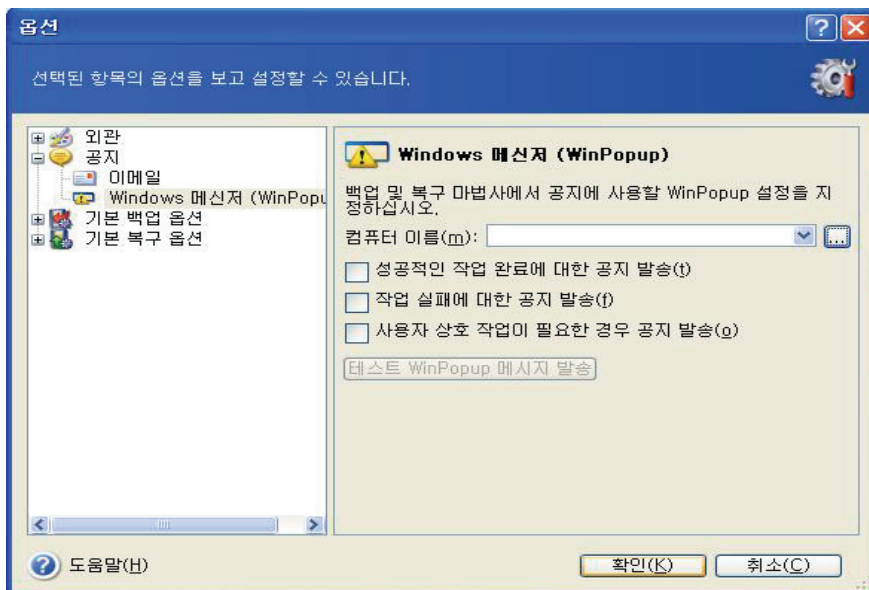 옵션
선택된 항목의 옵션을 보고 설정할 수 있습니다.
외관
공지
이메일
Windows 메신저 (WinPopu
기본 백업 옵션
기본 복구 옵션
Windows 메신저 (WinPopup)
백업 및 복구 마법사에서 공지에 사용할 WinPopup 설정을 지
정하십시오.
컴퓨터 이름(m):
...
성공적인 작업 완료에 대한 공지 발송(t)
작업 실패에 대한 공지 발송(f)
사용자 상호 작업이 필요한 경우 공지 발송(o)
테스트 WinPopup 메시지 발송
도움말(H)
확인(K)
취소(C)